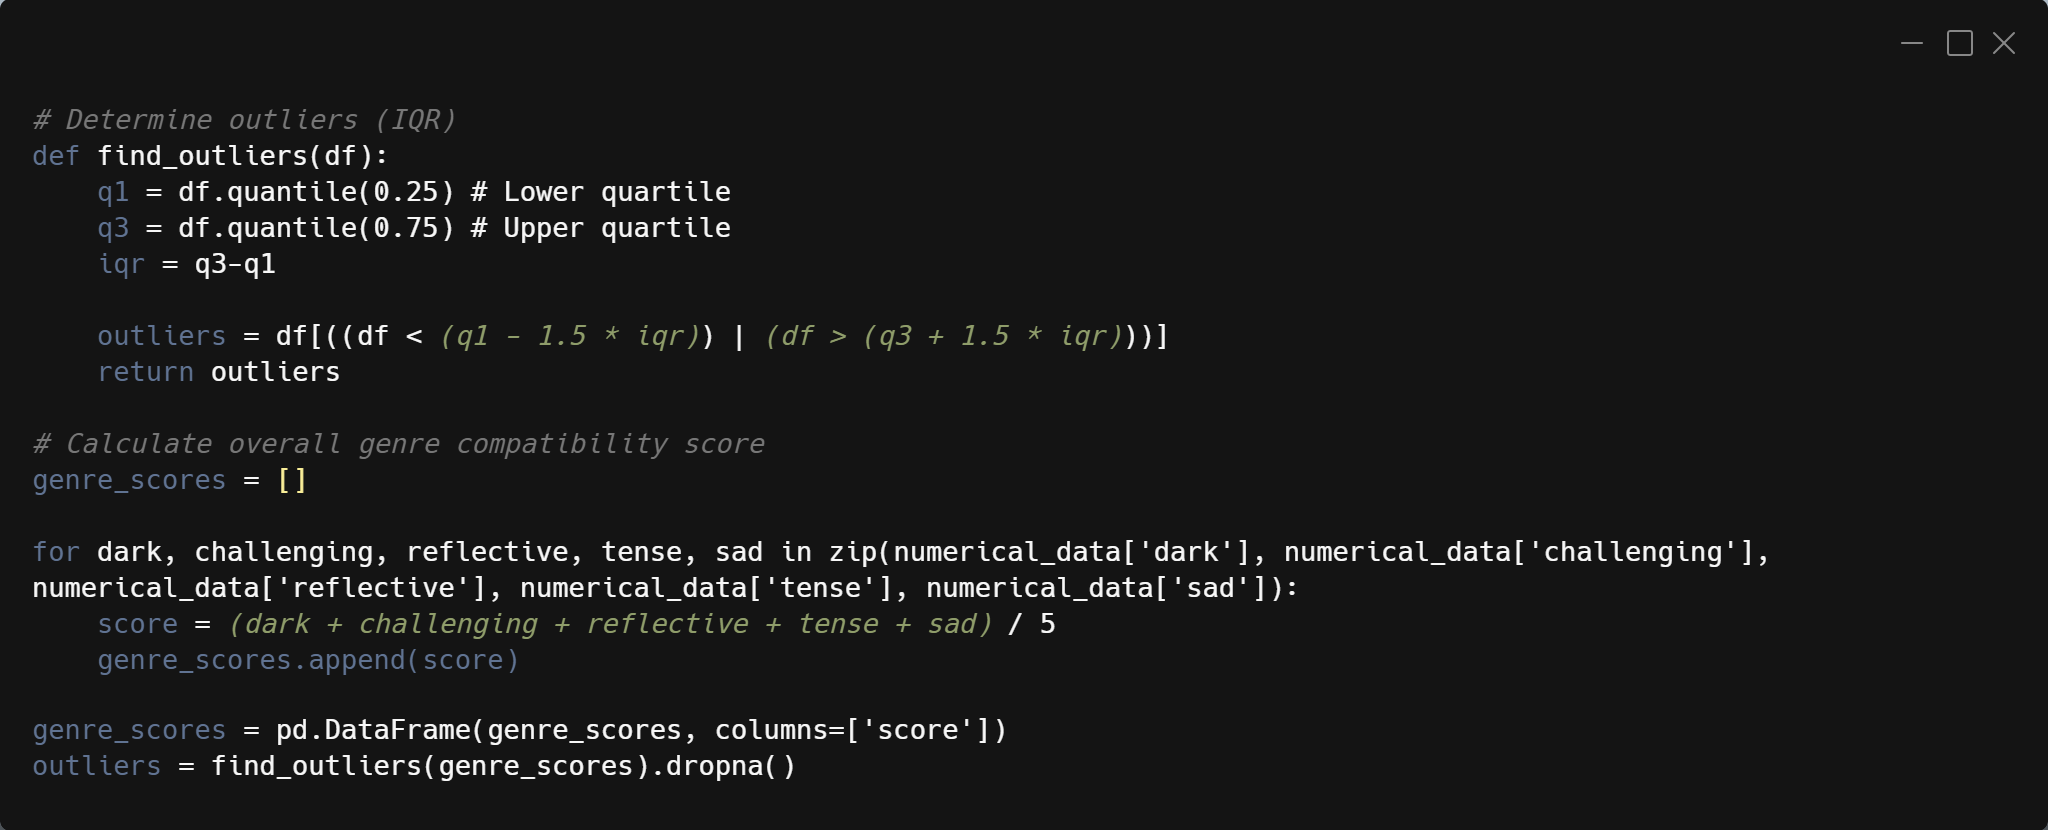 # Determine outliers (IQR)
def find_outliers(df):
    q1 = df.quantile(0.25) # Lower quartile
    q3 = df.quantile(0.75) # Upper quartile
    iqr = q3-q1

    outliers = df[((df < (q1 - 1.5 * iqr)) | (df > (q3 + 1.5 * iqr)))]
    return outliers

# Calculate overall genre compatibility score
genre_scores = []

for dark, challenging, reflective, tense, sad in zip(numerical_data['dark'], numerical_data['challenging'],
numerical_data['reflective'], numerical_data['tense'], numerical_data['sad']):
    score = (dark + challenging + reflective + tense + sad) / 5
    genre_scores.append(score)

genre_scores = pd.DataFrame(genre_scores, columns=['score'])
outliers = find_outliers(genre_scores).dropna()